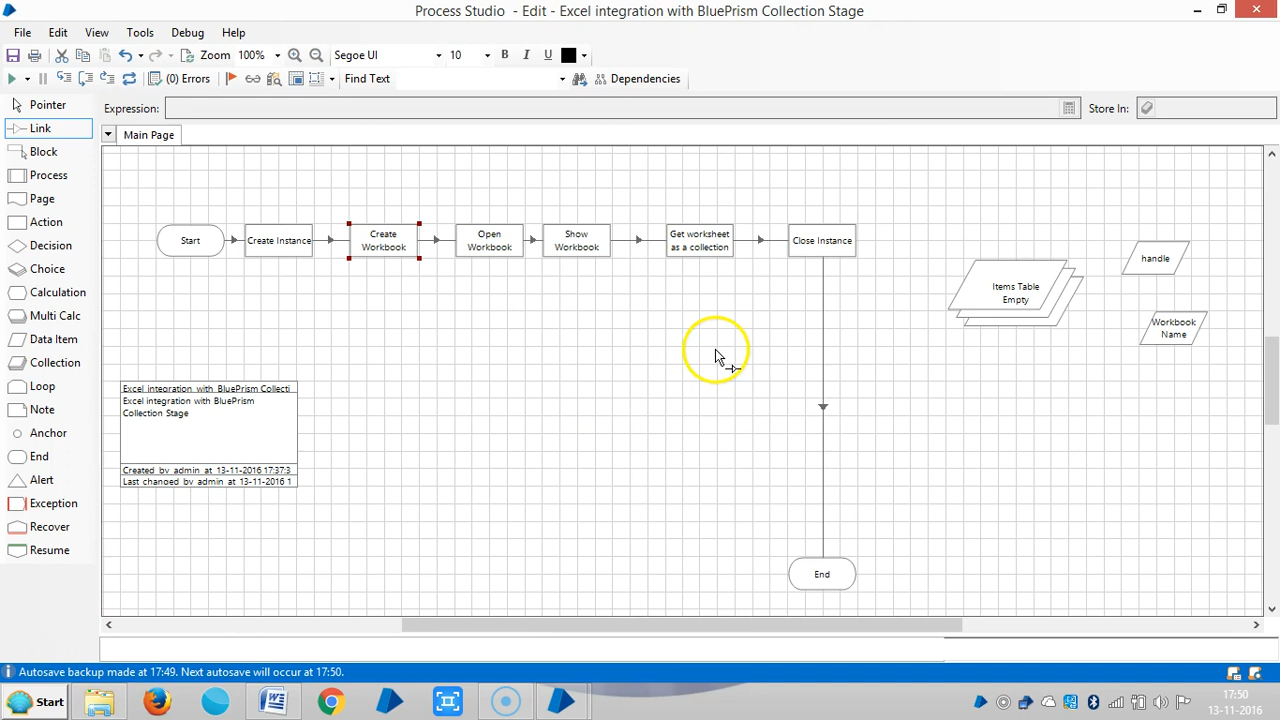 Process Studio - Edit - Excel integration with BluePrism Collection Stage
File Edit View Tools Debug Help
Zoom 100% Segoe UI 10 B I U
(0) Errors Find Text Dependencies
Expression: Store In:
Pointer
Link
Block
Process
Page
Action
Decision
Choice
Calculation
Multi Calc
Data Item
Collection
Loop
Note
Anchor
End
Alert
Exception
Recover
Resume
Main Page
Start
Create Instance
Create
Workbook
Open
Workbook
Show
Workbook
Get worksheet
as a collection
Close Instance
Items Table
Empty
handle
Workbook
Name
Excel integration with BluePrism Collecti
Excel integration with BluePrism
Collection Stage
Created by admin at 13-11-2016 17:37:3
Last changed by admin at 13-11-2016 1
End
Autosave backup made at 17:49. Next autosave will occur at 17:50.
Start
17:50
13-11-2016